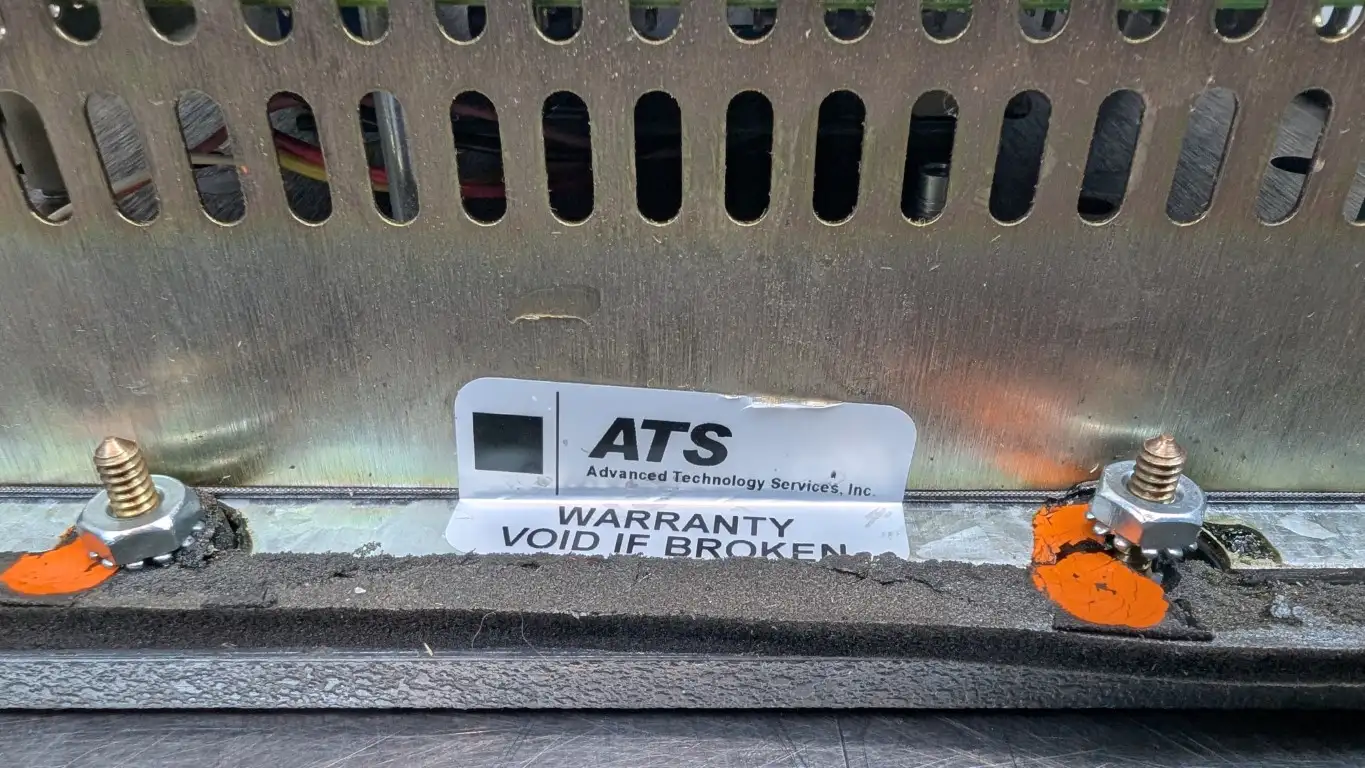 ATS
Advanced Technology Services, Inc.
WARRANTY
VOID IF BROKEN